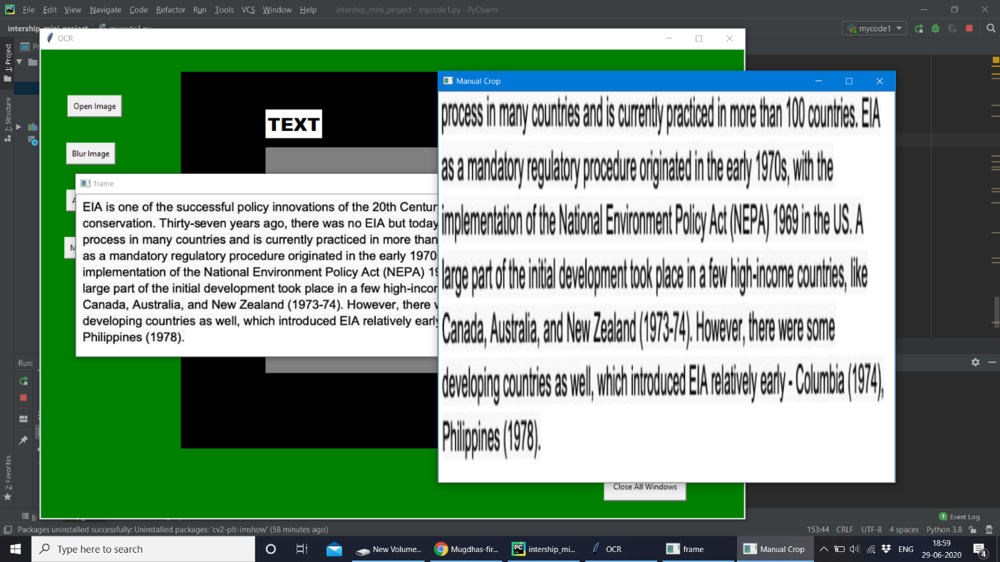 File Edit View Navigate Code Refactor Run Tools VCS Window Help intership_mini_project - mycode1.py - PyCharm
intership_mini_project mycode1.py mycode1
1: Project
Z: Structure
2: Favorites
OCR
Open Image
Blur Image
TEXT
frame
EIA is one of the successful policy innovations of the 20th Centur
conservation. Thirty-seven years ago, there was no EIA but today
process in many countries and is currently practiced in more than
as a mandatory regulatory procedure originated in the early 1970
implementation of the National Environment Policy Act (NEPA) 19
large part of the initial development took place in a few high-incor
Canada, Australia, and New Zealand (1973-74). However, there
developing countries as well, which introduced EIA relatively early
Philippines (1978).
Manual Crop
process in many countries and is currently practiced in more than 100 countries. EIA
as a mandatory regulatory procedure originated in the early 1970s, with the
implementation of the National Environment Policy Act (NEPA) 1969 in the US. A
large part of the initial development took place in a few high-income countries, like
Canada, Australia, and New Zealand (1973-74). However, there were some
developing countries as well, which introduced EIA relatively early - Columbia (1974),
Philippines (1978).
Close All Windows
Run:
6:
1 Event Log
Packages uninstalled successfully: Uninstalled packages: 'cv2-plt-imshow' (58 minutes ago) 153:44 CRLF UTF-8 4 spaces Python 3.8
Type here to search New Volume... Mugdhas-fir... intership_mi... OCR frame Manual Crop ENG 18:59
29-06-2020 4